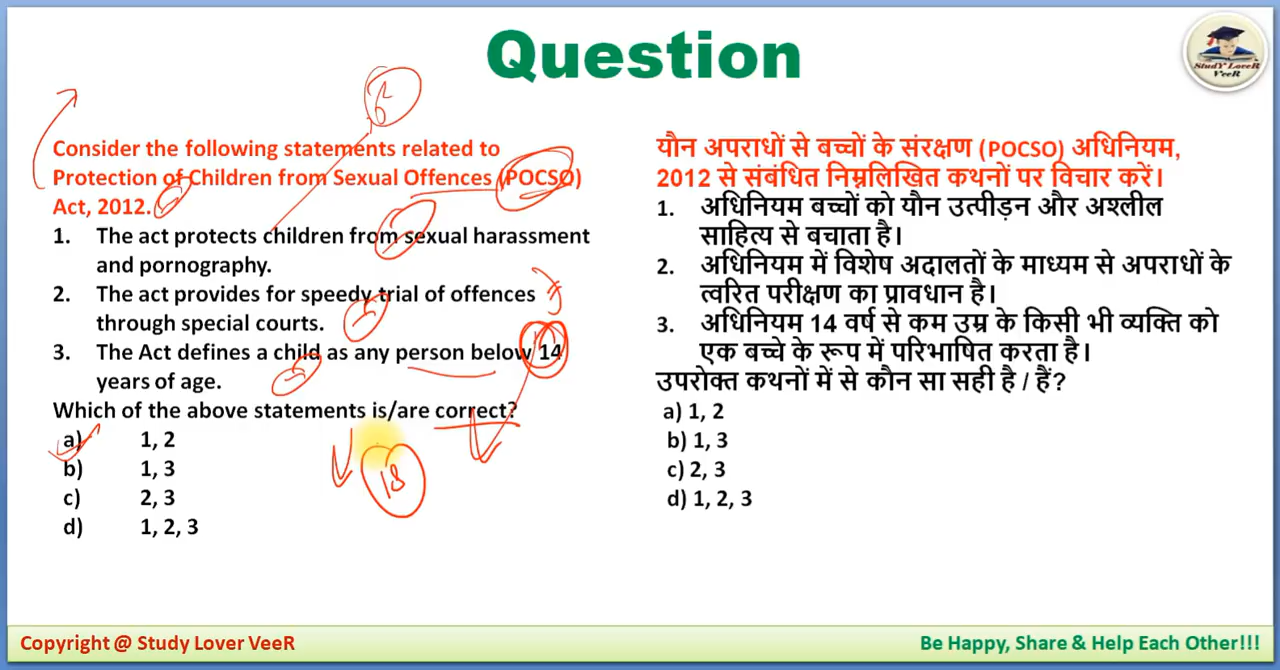 Question
StudY LoveR
VeeR
6
Consider the following statements related to
Protection of Children from Sexual Offences (POCSO)
Act, 2012.
1. The act protects children from sexual harassment
and pornography.
2. The act provides for speedy trial of offences
through special courts.
3. The Act defines a child as any person below 14
years of age.
Which of the above statements is/are correct?
a) 1, 2
b) 1, 3
c) 2, 3
d) 1, 2, 3
18
यौन अपराधों से बच्चों के संरक्षण (POCSO) अधिनियम,
2012 से संबंधित निम्नलिखित कथनों पर विचार करें।
1. अधिनियम बच्चों को यौन उत्पीड़न और अश्लील
साहित्य से बचाता है।
2. अधिनियम में विशेष अदालतों के माध्यम से अपराधों के
त्वरित परीक्षण का प्रावधान है।
3. अधिनियम 14 वर्ष से कम उम्र के किसी भी व्यक्ति को
एक बच्चे के रूप में परिभाषित करता है।
उपरोक्त कथनों में से कौन सा सही है / हैं?
a) 1, 2
b) 1, 3
c) 2, 3
d) 1, 2, 3
Copyright @ Study Lover VeeR
Be Happy, Share & Help Each Other!!!